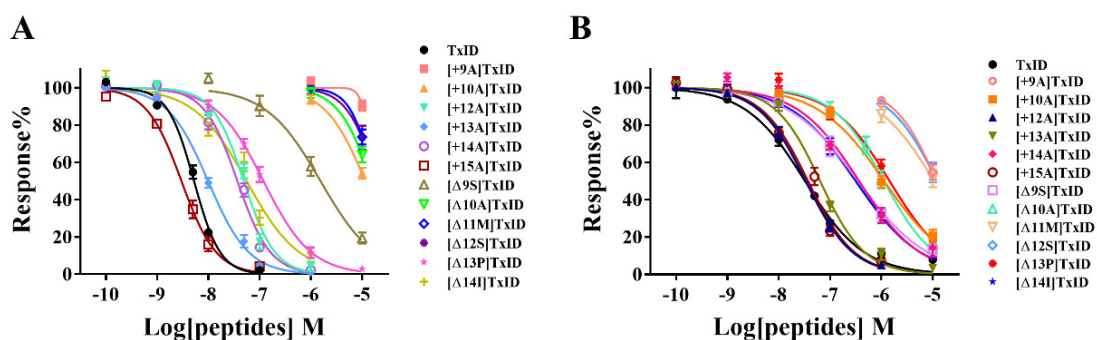 A
Response%
100
80
60
40
20
0
-10
-9
-8
-7
-6
-5
Log[peptides] M
TxID
[+9A]TxID
[+10A]TxID
[+12A]TxID
[+13A]TxID
[+14A]TxID
[+15A]TxID
[Δ9S]TxID
[Δ10A]TxID
[Δ11M]TxID
[Δ12S]TxID
[Δ13P]TxID
[Δ14I]TxID
B
Response%
100
80
60
40
20
0
-10
-9
-8
-7
-6
-5
Log[peptides] M
TxID
[+9A]TxID
[+10A]TxID
[+12A]TxID
[+13A]TxID
[+14A]TxID
[+15A]TxID
[Δ9S]TxID
[Δ10A]TxID
[Δ11M]TxID
[Δ12S]TxID
[Δ13P]TxID
[Δ14I]TxID